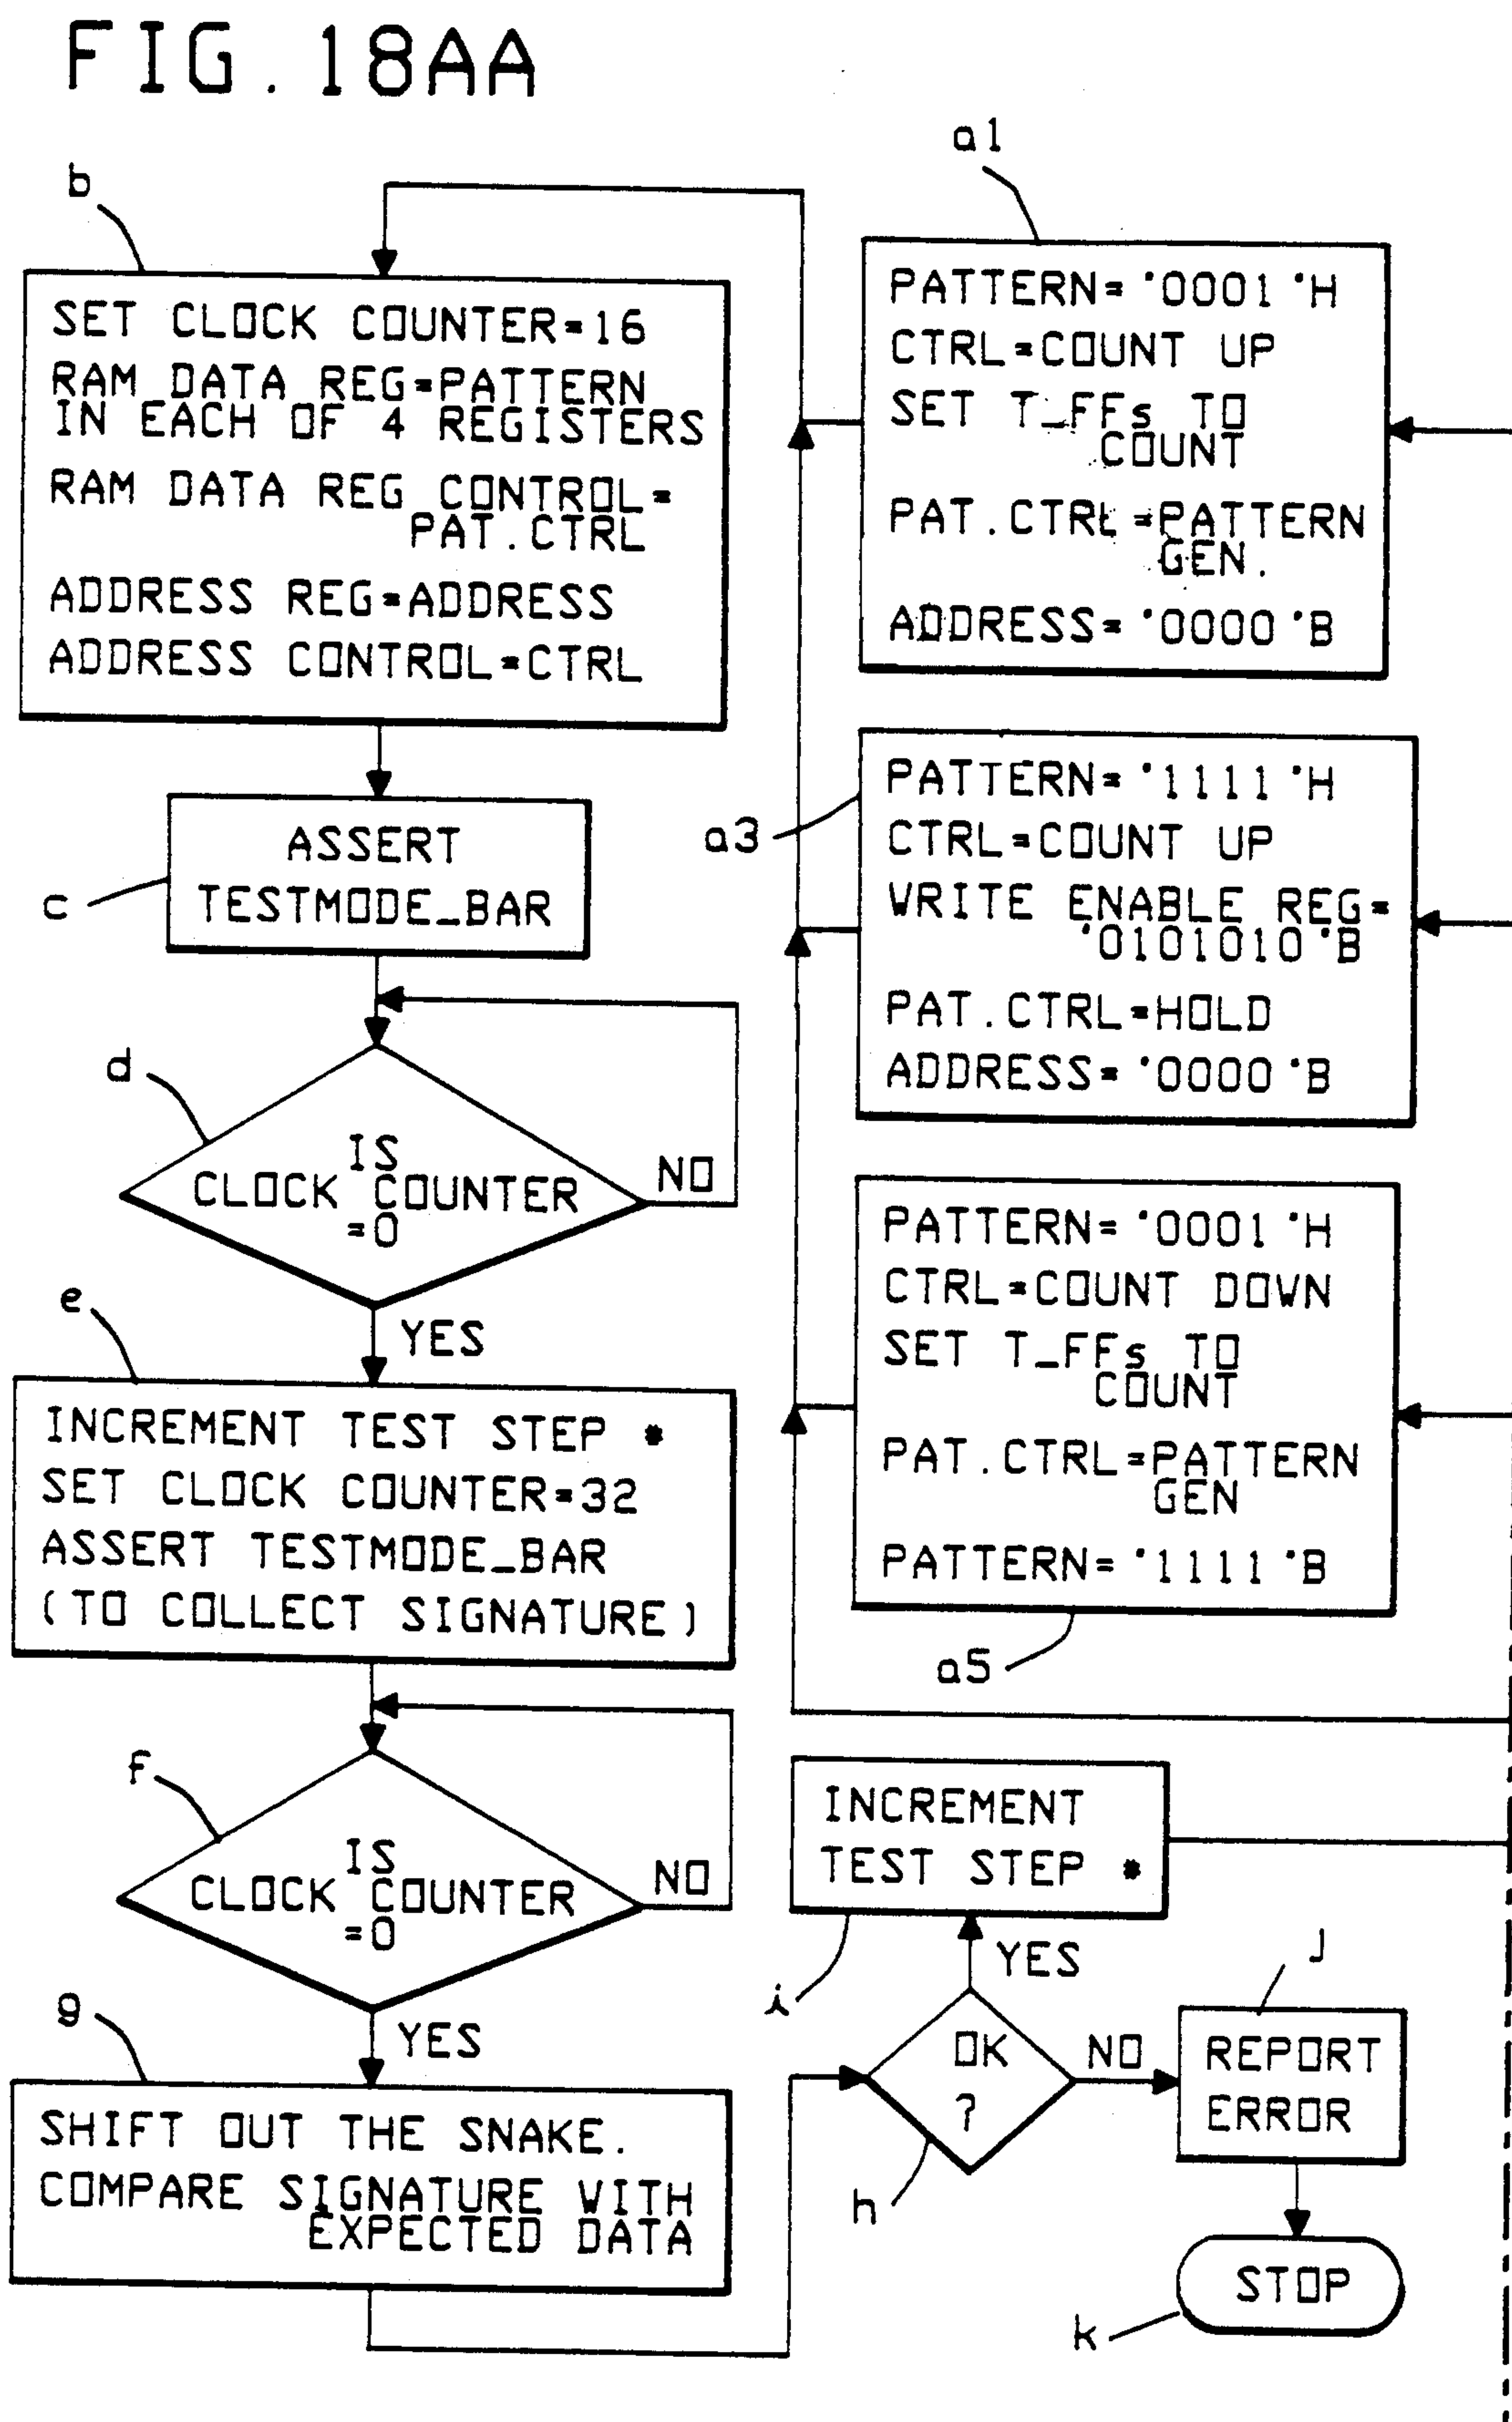 FIG. 18AA
b
SET CLOCK COUNTER=16
RAM DATA REG=PATTERN
IN EACH OF 4 REGISTERS
RAM DATA REG CONTROL=
PAT.CTRL
ADDRESS REG=ADDRESS
ADDRESS CONTROL=CTRL
c
ASSERT
TESTMODE_BAR
d
IS
CLOCK COUNTER
=0
NO
YES
e
INCREMENT TEST STEP *
SET CLOCK COUNTER=32
ASSERT TESTMODE_BAR
(TO COLLECT SIGNATURE)
f
IS
CLOCK COUNTER
=0
NO
YES
g
SHIFT OUT THE SNAKE.
COMPARE SIGNATURE WITH
EXPECTED DATA
a1
PATTERN='0001'H
CTRL=COUNT UP
SET T_FFs TO
COUNT
PAT.CTRL=PATTERN
GEN.
ADDRESS='0000'B
a3
PATTERN='1111'H
CTRL=COUNT UP
WRITE ENABLE REG=
'0101010'B
PAT.CTRL=HOLD
ADDRESS='0000'B
PATTERN='0001'H
CTRL=COUNT DOWN
SET T_FFs TO
COUNT
PAT.CTRL=PATTERN
GEN
PATTERN='1111'B
a5
INCREMENT
TEST STEP *
i
YES
OK
?
h
NO
J
REPORT
ERROR
STOP
k